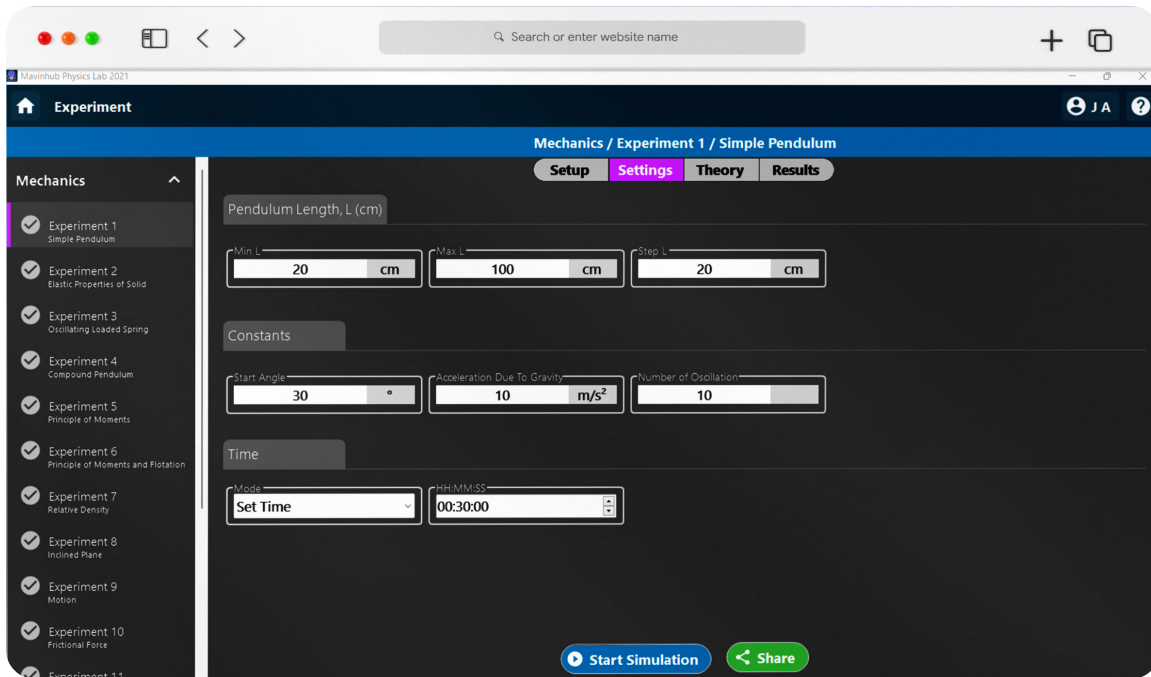 Search or enter website name
Mavinhub Physics Lab 2021
Experiment
J A
Mechanics / Experiment 1 / Simple Pendulum
Mechanics
Setup
Settings
Theory
Results
Experiment 1
Simple Pendulum
Experiment 2
Elastic Properties of Solid
Experiment 3
Oscillating Loaded Spring
Experiment 4
Compound Pendulum
Experiment 5
Principle of Moments
Experiment 6
Principle of Moments and Flotation
Experiment 7
Relative Density
Experiment 8
Inclined Plane
Experiment 9
Motion
Experiment 10
Frictional Force
Experiment 11
Pendulum Length, L (cm)
Min L
20 cm
Max L
100 cm
Step L
20 cm
Constants
Start Angle
30 °
Acceleration Due To Gravity
10 m/s²
Number of Oscillation
10
Time
Mode
Set Time
HH:MM:SS
00:30:00
Start Simulation
Share